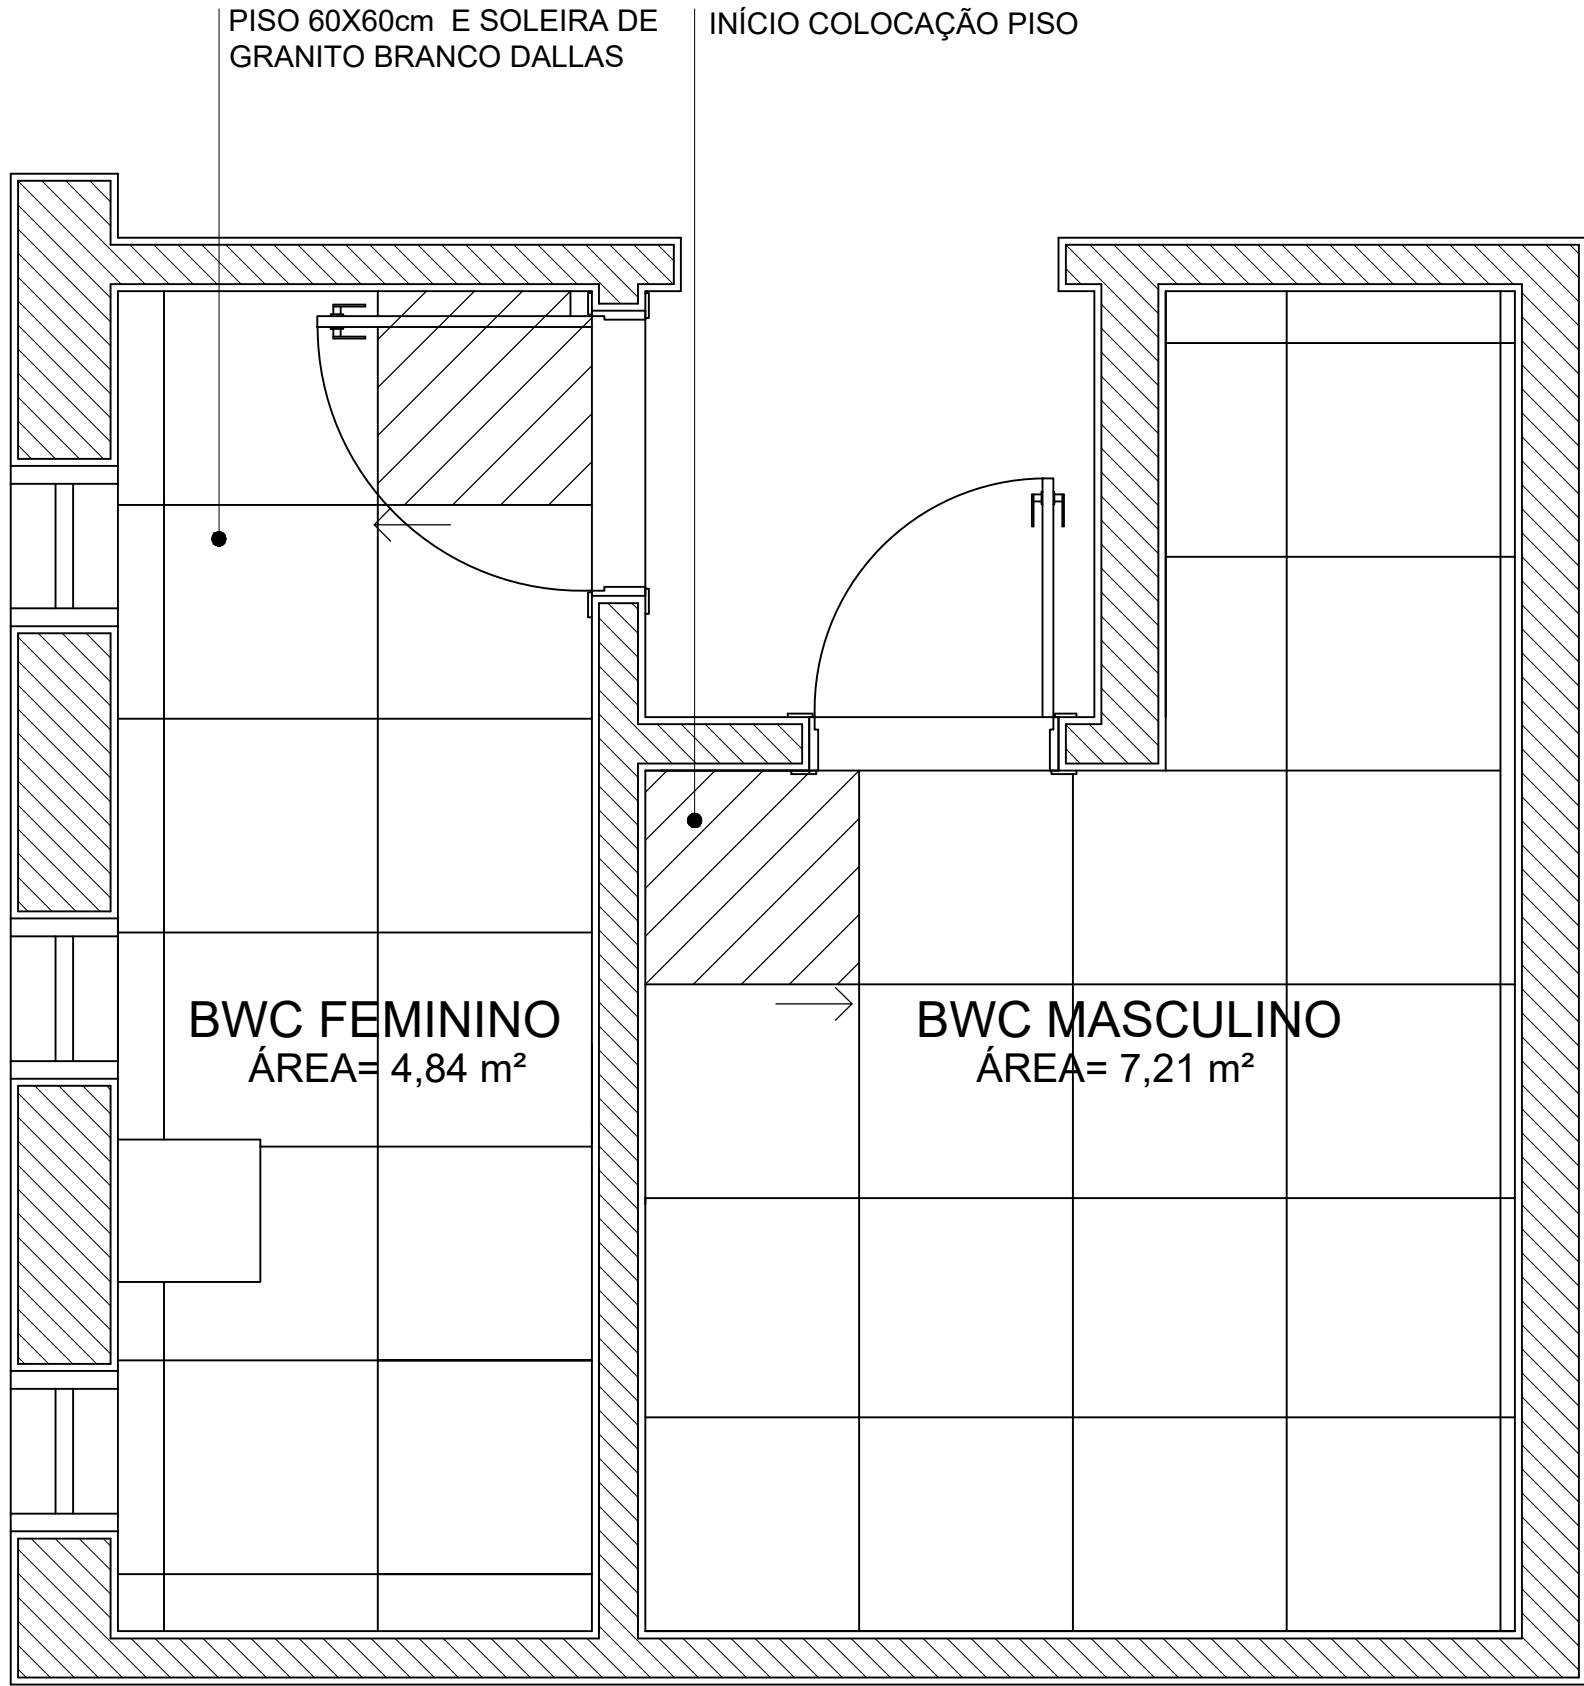 PISO 60X60cm  E SOLEIRA DE
GRANITO BRANCO DALLAS
INÍCIO COLOCAÇÃO PISO
BWC FEMININO
ÁREA= 4,84 m²
BWC MASCULINO
ÁREA= 7,21 m²